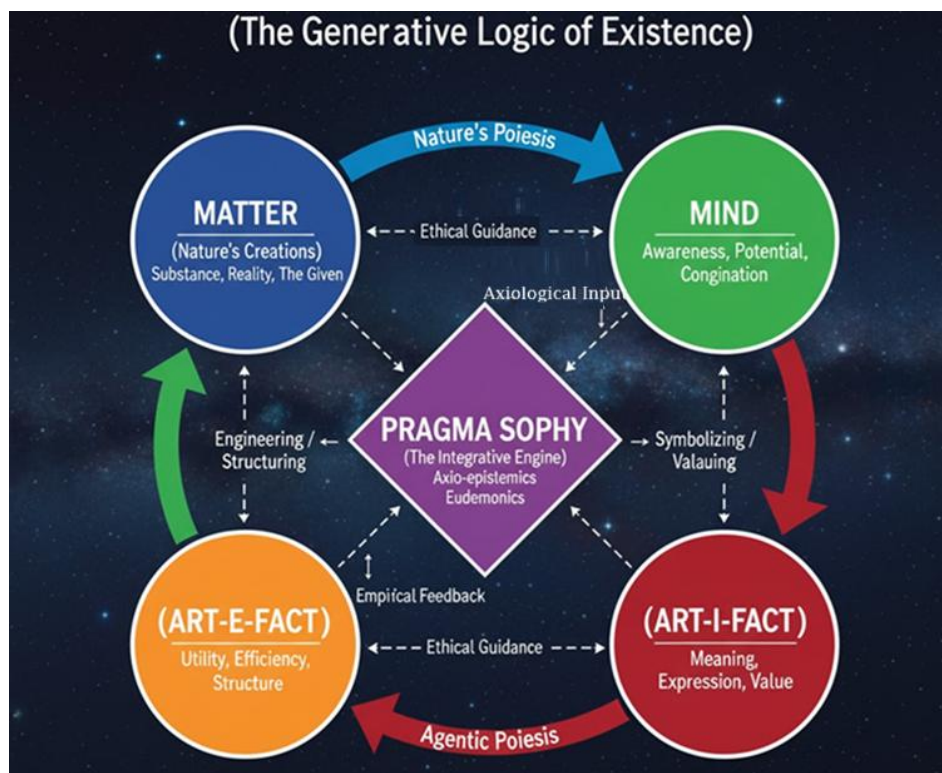 (The Generative Logic of Existence)
Nature's Poiesis
MATTER
(Nature's Creations)
Substance, Reality, The Given
Ethical Guidance
MIND
Awareness, Potential,
Congination
Axiological Input
PRAGMA SOPHY
(The Integrative Engine)
Axio-epistemics
Eudemonics
Engineering /
Structuring
Symbolizing /
Valauing
(ART-E-FACT)
Utility, Efficiency,
Structure
Empifcal Feedback
Ethical Guidance
(ART-I-FACT)
Meaning,
Expression, Value
Agentic Poiesis